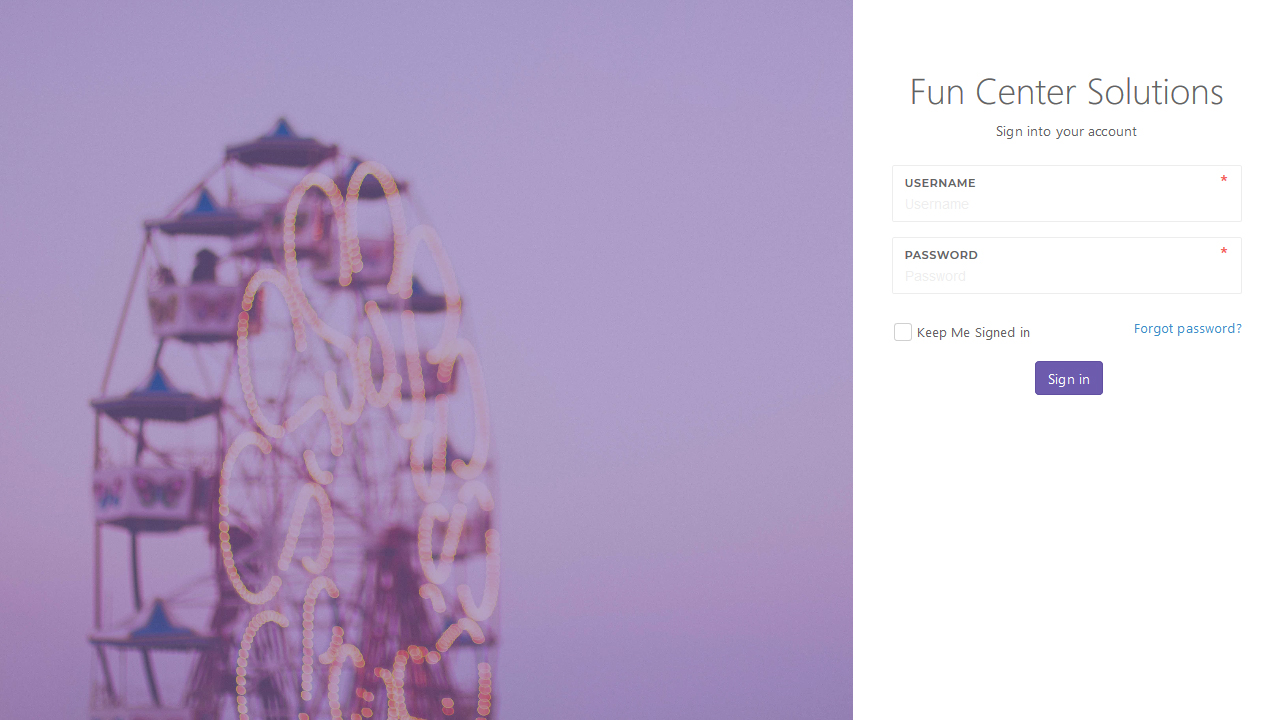 Fun Center Solutions
Sign into your account
USERNAME *
Username
PASSWORD *
Password
Keep Me Signed in
Forgot password?
Sign in